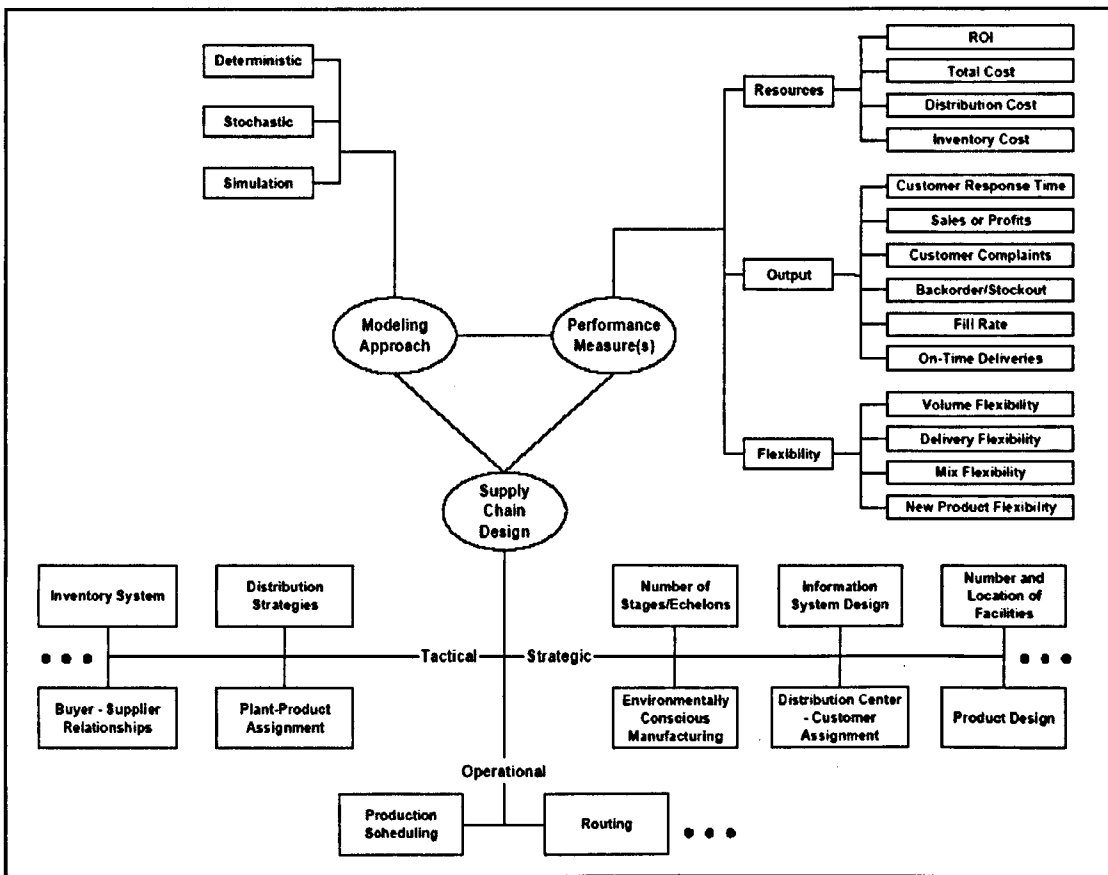 Deterministic
Stochastic
Simulation
Modeling
Approach
Performance
Measure(s)
Supply
Chain
Design
Resources
ROI
Total Cost
Distribution Cost
Inventory Cost
Output
Customer Response Time
Sales or Profits
Customer Complaints
Backorder/Stockout
Fill Rate
On-Time Deliveries
Flexibility
Volume Flexibility
Delivery Flexibility
Mix Flexibility
New Product Flexibility
Inventory System
Distribution
Strategies
Number of
Stages/Echelons
Information
System Design
Number and
Location of
Facilities
Tactical
Strategic
Buyer - Supplier
Relationships
Plant-Product
Assignment
Environmentally
Conscious
Manufacturing
Distribution Center
- Customer
Assignment
Product Design
Operational
Production
Scheduling
Routing